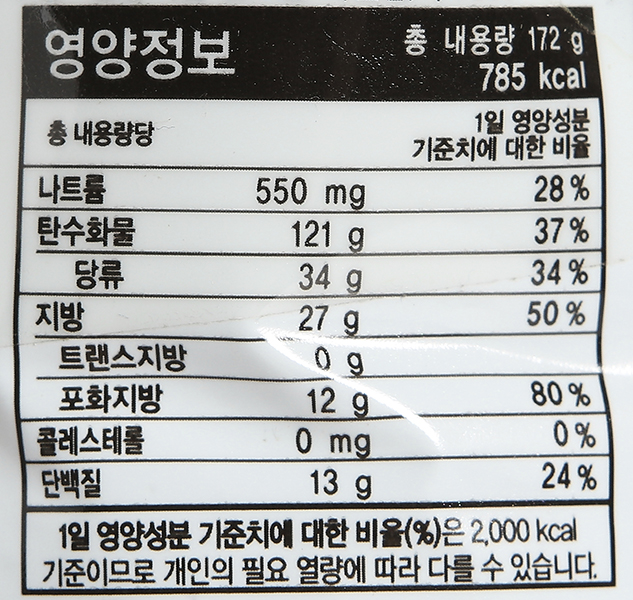 영양정보 총 내용량 172 g
785 kcal
총 내용량당 1일 영양성분
기준치에 대한 비율
나트륨 550 mg 28 %
탄수화물 121 g 37 %
당류 34 g 34 %
지방 27 g 50 %
트랜스지방 0 g
포화지방 12 g 80 %
콜레스테롤 0 mg 0 %
단백질 13 g 24 %
1일 영양성분 기준치에 대한 비율(%)은 2,000 kcal
기준이므로 개인의 필요 열량에 따라 다를 수 있습니다.